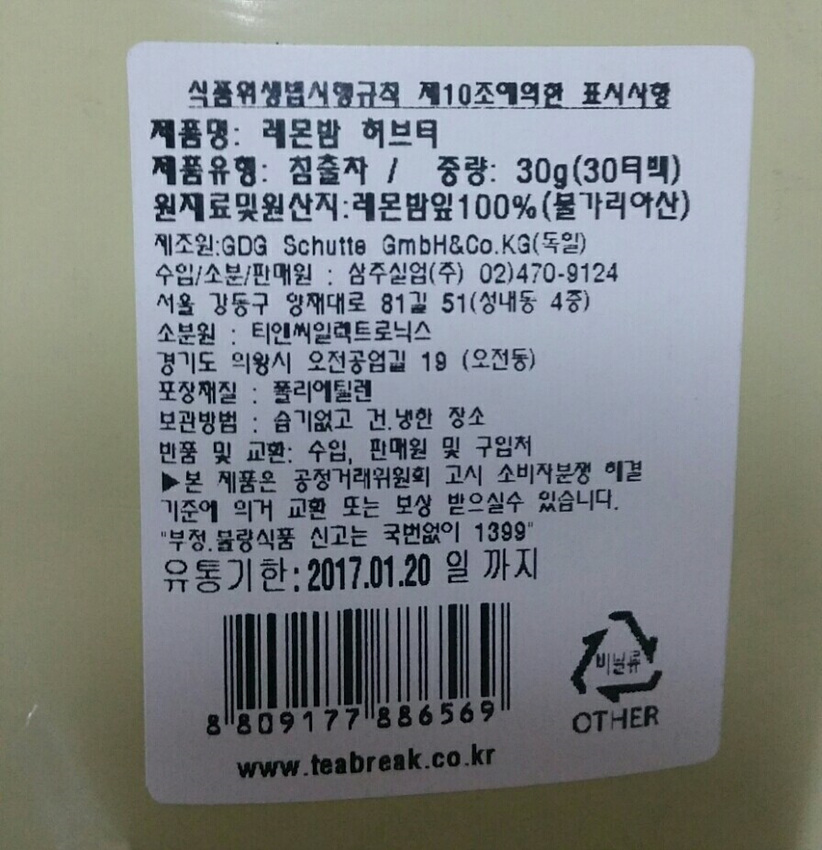 식품위생법시행규칙 제10조에의한 표시사항
제품명: 레몬밤 허브티
제품유형: 침출차 / 중량: 30g(30티백)
원재료및원산지:레몬밤잎100%(불가리아산)
제조원:GDG Schutte GmbH&Co.KG(독일)
수입/소분/판매원 : 삼주실업(주) 02)470-9124
서울 강동구 양재대로 81길 51(성내동 4층)
소분원 : 티앤씨일렉트로닉스
경기도 의왕시 오전공업길 19 (오전동)
포장재질 : 폴리에틸렌
보관방법 : 습기없고 건.냉한 장소
반품 및 교환: 수입, 판매원 및 구입처
▶본 제품은 공정거래위원회 고시 소비자분쟁 해결
기준에 의거 교환 또는 보상 받으실수 있습니다.
"부정.불량식품 신고는 국번없이 1399"
유통기한: 2017.01.20 일 까지
비닐류
OTHER
8 809177 886569
www.teabreak.co.kr